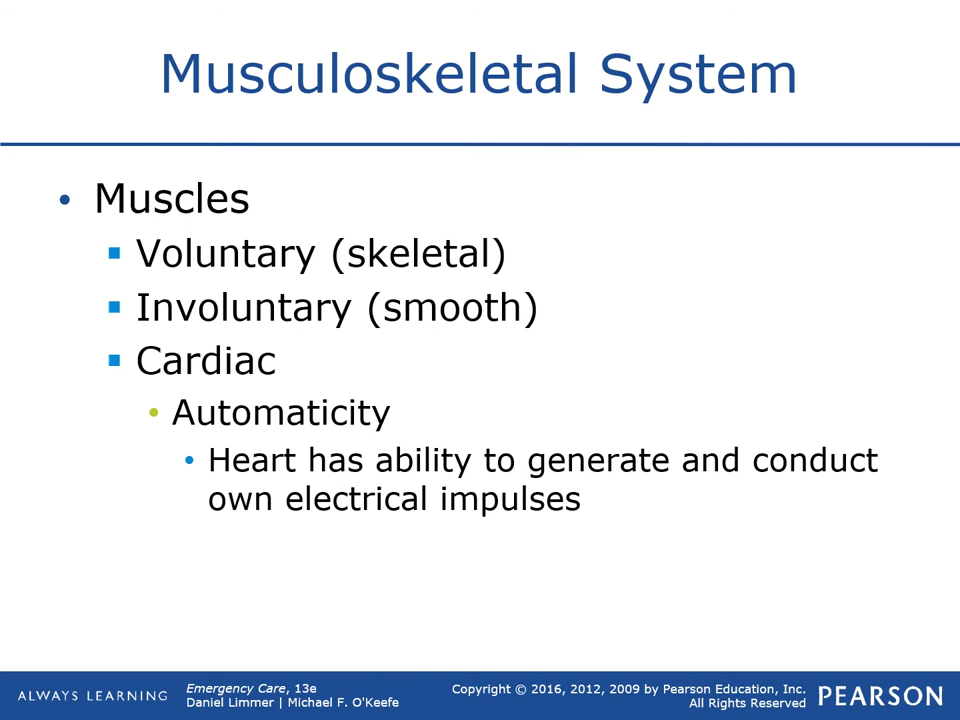 Musculoskeletal System
• Muscles
▪ Voluntary (skeletal)
▪ Involuntary (smooth)
▪ Cardiac
• Automaticity
• Heart has ability to generate and conduct
own electrical impulses
ALWAYS LEARNING
Emergency Care, 13e
Daniel Limmer | Michael F. O'Keefe
Copyright © 2016, 2012, 2009 by Pearson Education, Inc.
All Rights Reserved
PEARSON